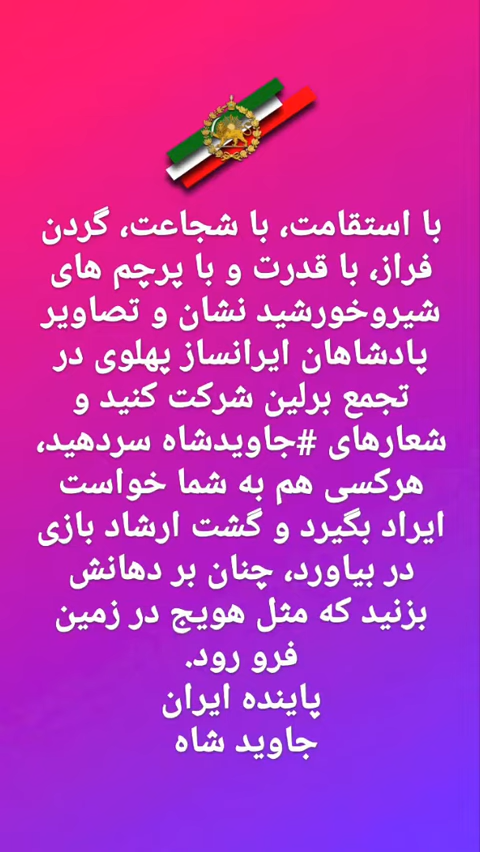 با استقامت، با شجاعت، گردن
فراز، با قدرت و با پرچم های
شیروخورشید نشان و تصاویر
پادشاهان ایرانساز پهلوی در
تجمع برلین شرکت کنید و
شعارهای #جاویدشاه سردهید،
هرکسی هم به شما خواست
ایراد بگیرد و گشت ارشاد بازی
در بیاورد، چنان بر دهانش
بزنید که مثل هویج در زمین
فرو رود.
پاینده ایران
جاوید شاه